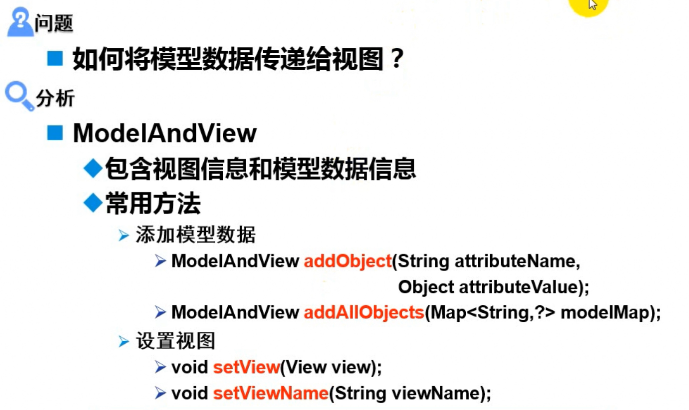 问题
如何将模型数据传递给视图？
分析
ModelAndView
包含视图信息和模型数据信息
常用方法
添加模型数据
ModelAndView addObject(String attributeName,
Object attributeValue);
ModelAndView addAllObjects(Map<String,?> modelMap);
设置视图
void setView(View view);
void setViewName(String viewName);